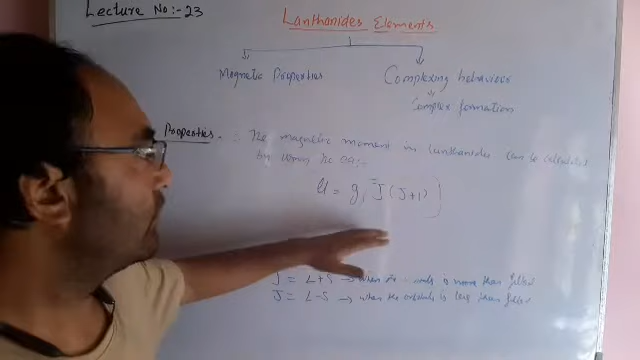 Lecture No:- 23
Lanthanides Elements
Magnetic Properties
Complexing behaviour
Complex formation
Properties. :- The magnetic moment in lanthanides can be calculated
by using the eq:-
= g J(J+1)
J = L+S → when the orbitals is more than filled
J = L-S → when the orbitals is less than filled